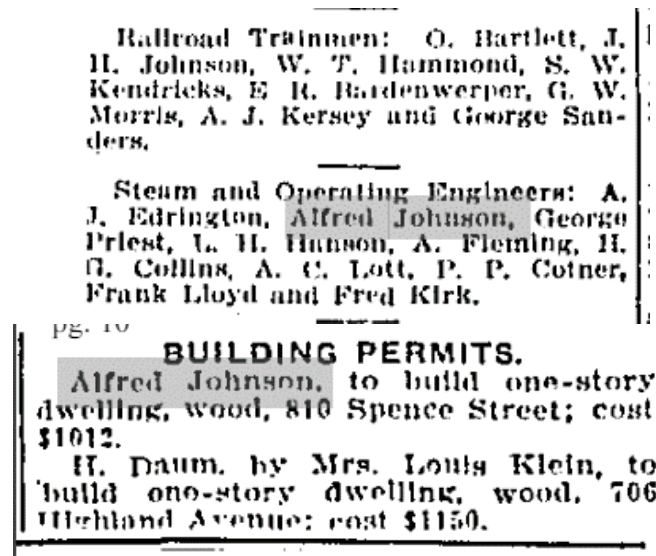 Railroad Trainmen: O. Bartlett, J.
H. Johnson, W. T. Hammond, S. W.
Kendricks, E R. Bardenwerper, G. W.
Morris, A. J. Kersey and George San-
ders.
Steam and Operating Engineers: A.
J. Edrington, Alfred Johnson, George
Priest, L. H. Hanson, A. Fleming, H.
G. Collins, A. C. Lott, P. P. Cotner,
Frank Lloyd and Fred Kirk.
pg. 10
BUILDING PERMITS.
Alfred Johnson, to build one-story
dwelling, wood, 810 Spence Street; cost
$1012.
H. Daum, by Mrs. Louis Klein, to
build one-story dwelling, wood, 706
Highland Avenue; cost $1150.